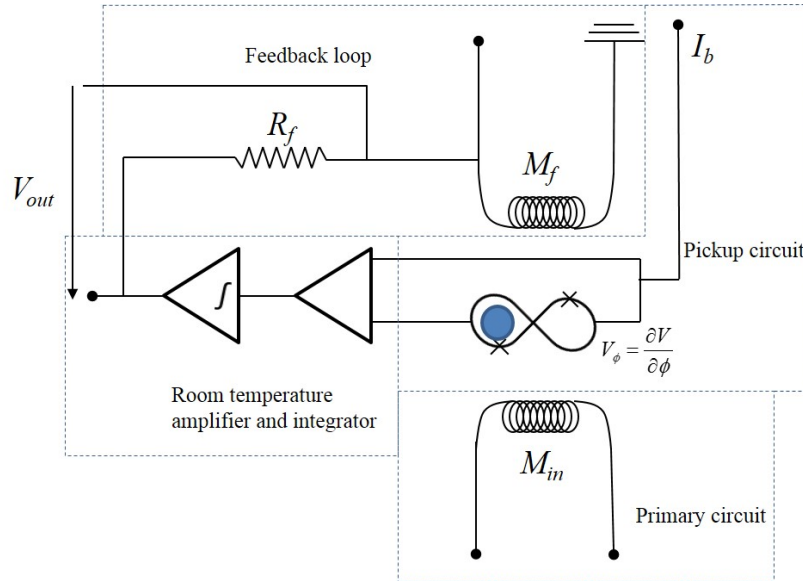 Feedback loop
I_b
R_f
M_f
V_out
Pickup circuit
∫
V_ϕ = ∂V/∂ϕ
Room temperature
amplifier and integrator
M_in
Primary circuit